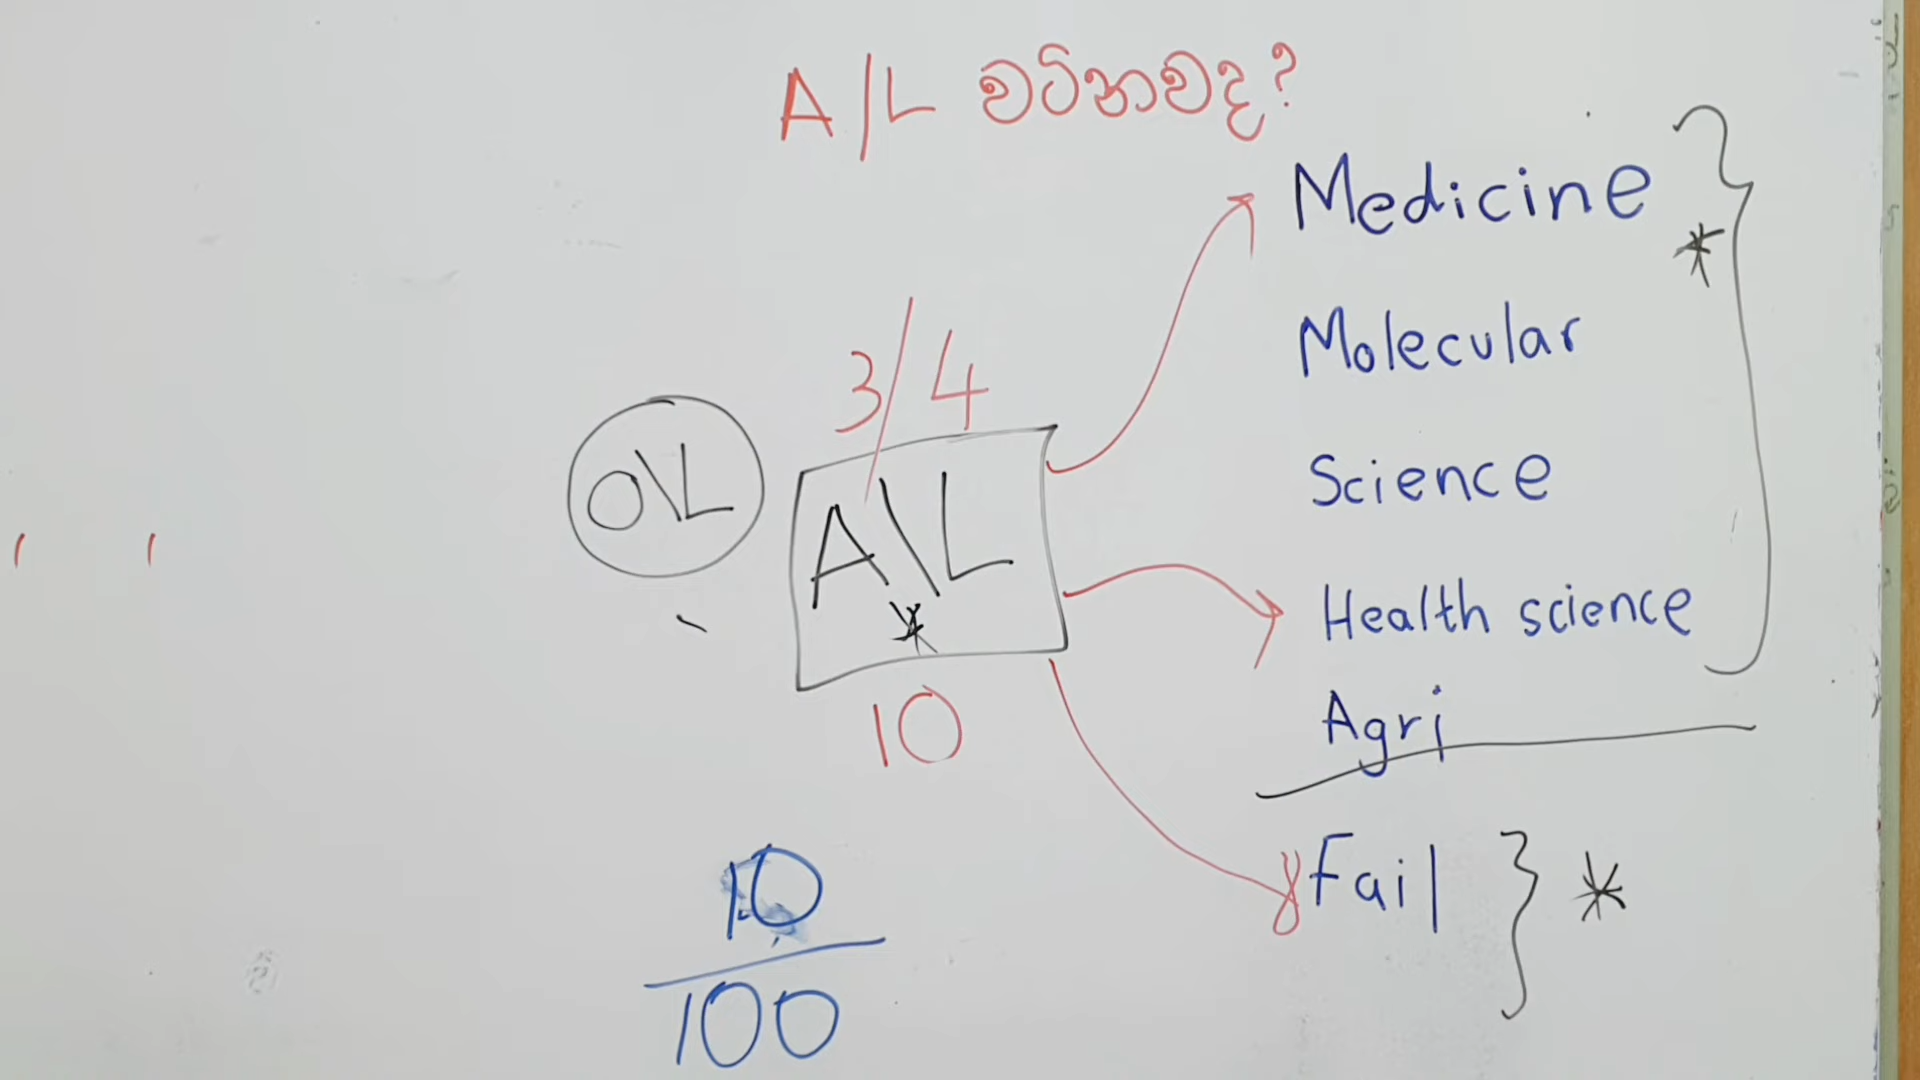 A/L වටිනවද?
Medicine
Molecular
Science
Health science
Agri
Fail
3/4
O\L
A\L
10
10
100